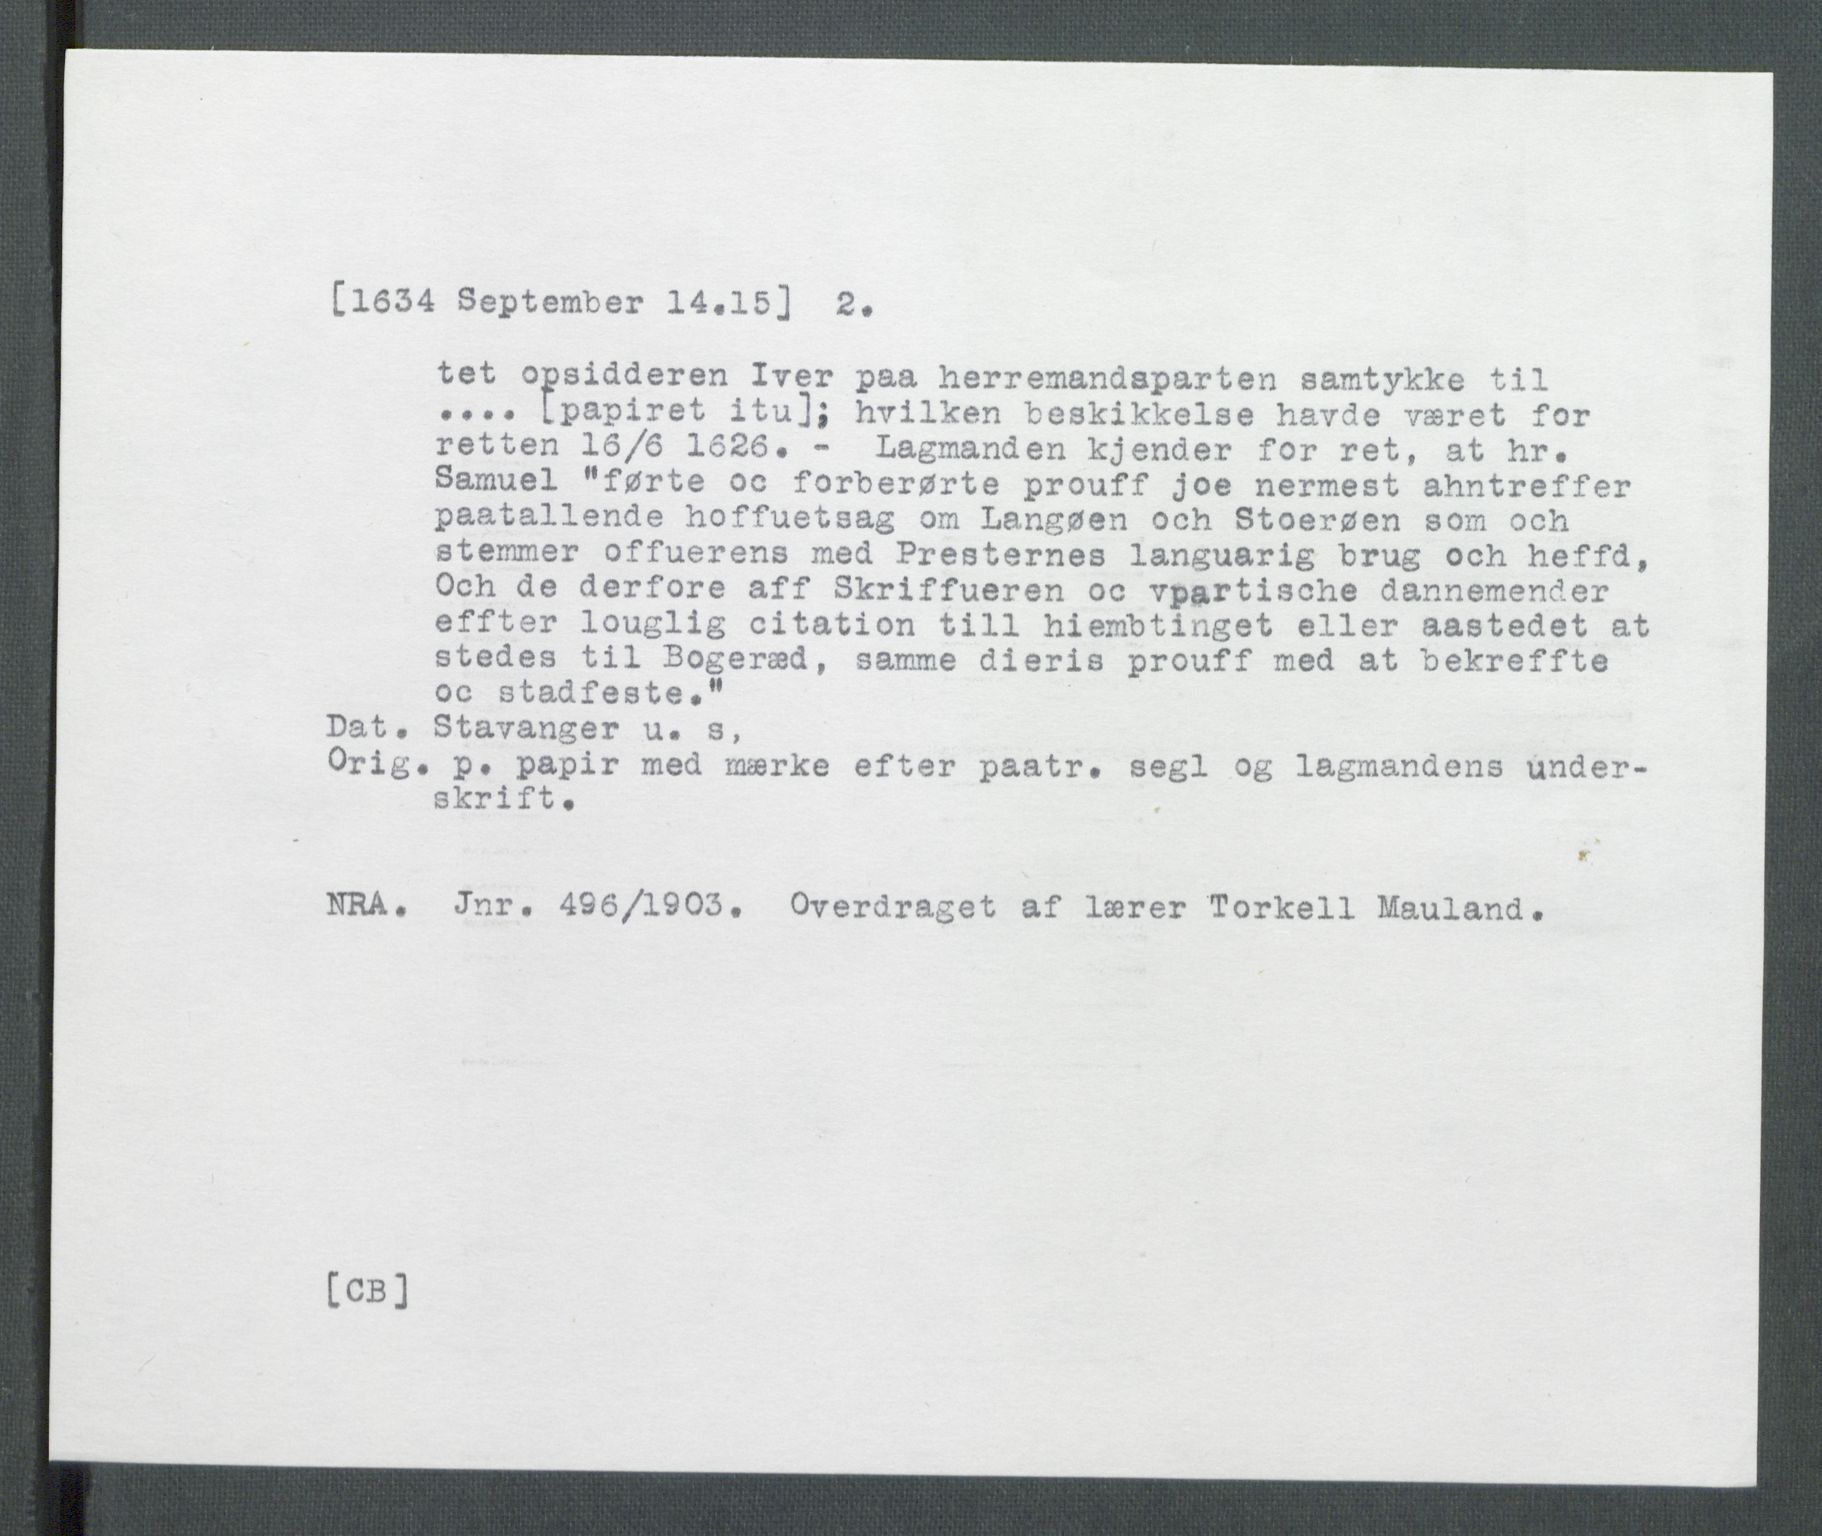 [1634 September 14.15]  2.
tet opsidderen Iver paa herremandsparten samtykke til
.... [papiret itu]; hvilken beskikkelse havde været for
retten 16/6 1626. -  Lagmanden kjender for ret, at hr.
Samuel "førte oc forberørte prouff joe nermest ahntreffer
paatallende hoffuetsag om Langøen och Stoerøen som och
stemmer offuerens med Presternes languarig brug och heffd,
Och de derfore aff Skriffueren oc vpartische dannemender
effter louglig citation till hiembtinget eller aastedet at
stedes til Bogeræd, samme dieris prouff med at bekreffte
oc stadfeste."
Dat. Stavanger u. s,
Orig. p. papir med mærke efter paatr. segl og lagmandens under-
skrift.
NRA.  Jnr. 496/1903.  Overdraget af lærer Torkell Mauland.
[CB]